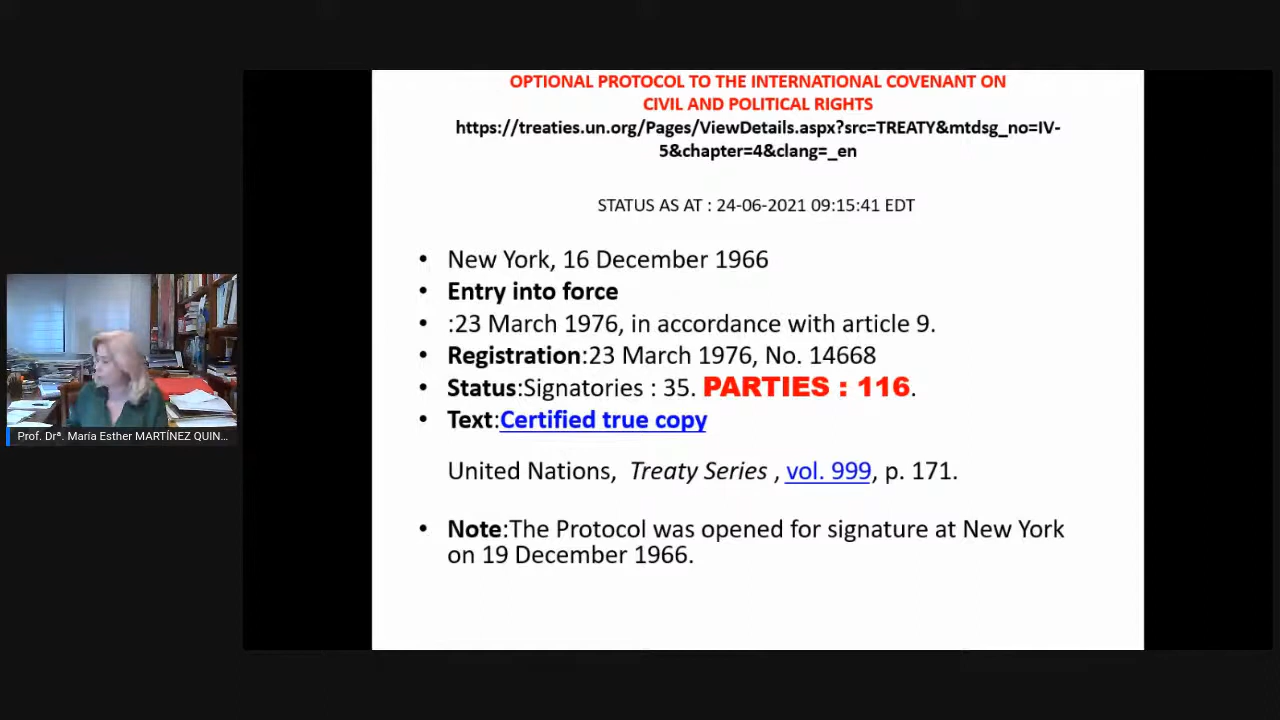 OPTIONAL PROTOCOL TO THE INTERNATIONAL COVENANT ON
CIVIL AND POLITICAL RIGHTS
https://treaties.un.org/Pages/ViewDetails.aspx?src=TREATY&mtdsg_no=IV-
5&chapter=4&clang=_en
STATUS AS AT : 24-06-2021 09:15:41 EDT
• New York, 16 December 1966
• Entry into force
• :23 March 1976, in accordance with article 9.
• Registration:23 March 1976, No. 14668
• Status:Signatories : 35. PARTIES : 116.
• Text:Certified true copy
United Nations, Treaty Series , vol. 999, p. 171.
• Note:The Protocol was opened for signature at New York
on 19 December 1966.
Prof. Drª. María Esther MARTÍNEZ QUIN...